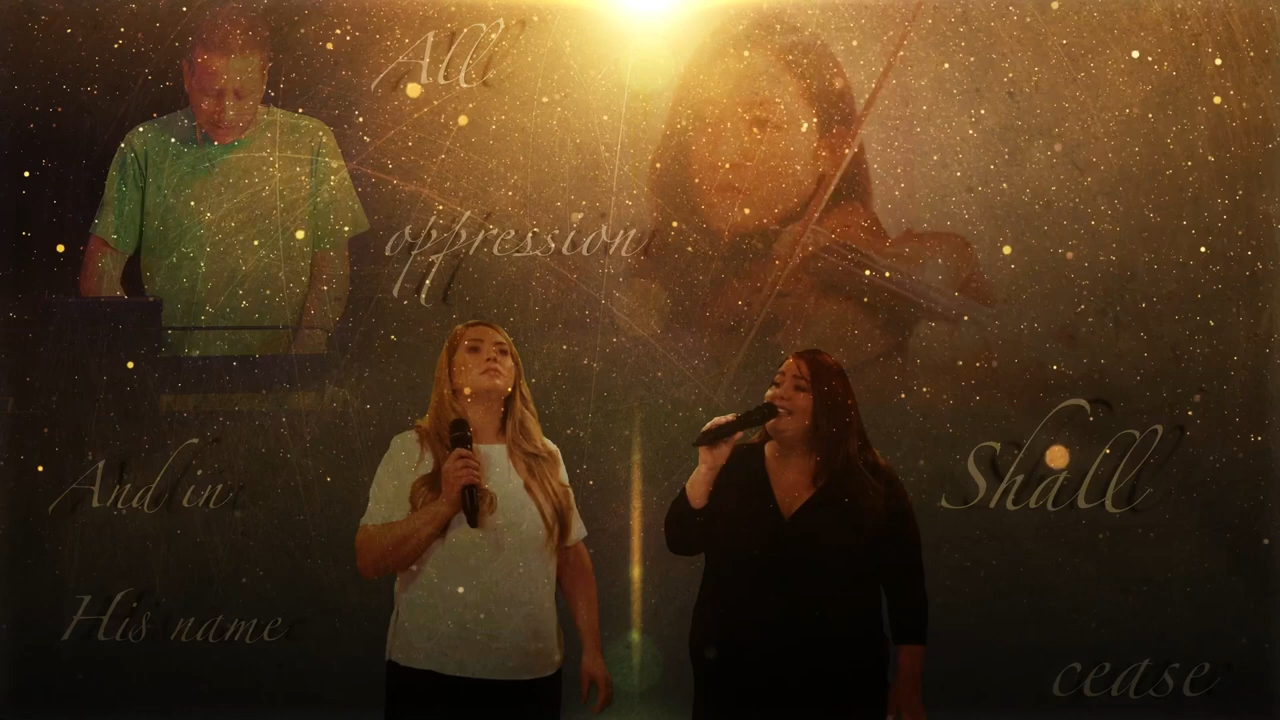 And in
His name
All
oppression
Shall
cease